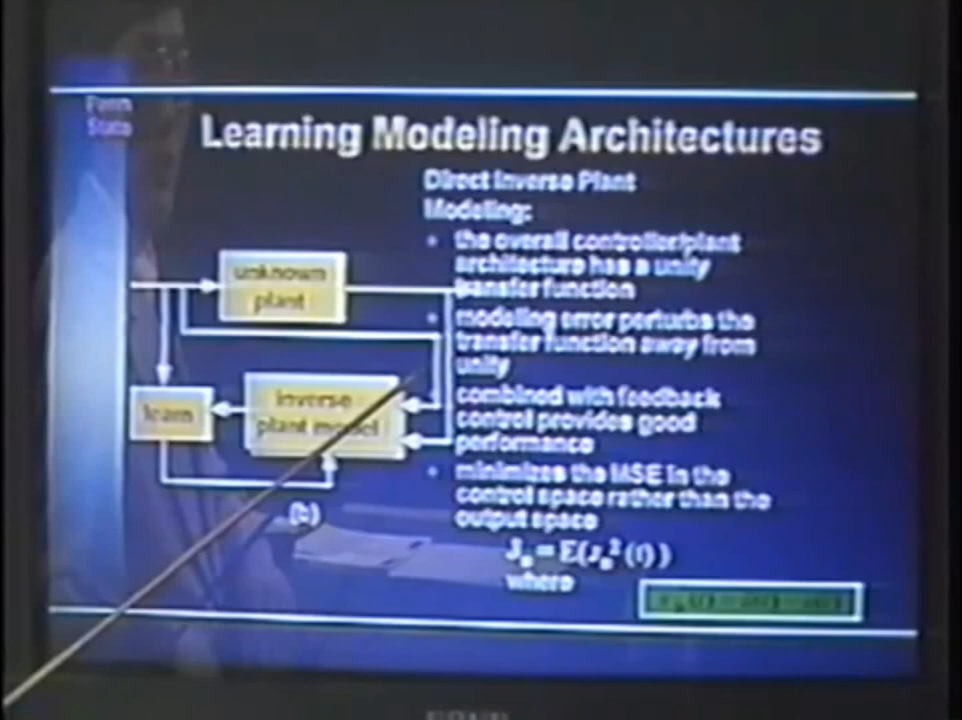 Penn
State
Learning Modeling Architectures
Direct Inverse Plant
Modeling:
• the overall controller/plant
architecture has a unity
transfer function
• modeling error perturbs the
transfer function away from
unity
combined with feedback
control provides good
performance
• minimizes the MSE in the
control space rather than the
output space
where
unknown
plant
learn
inverse
plant model